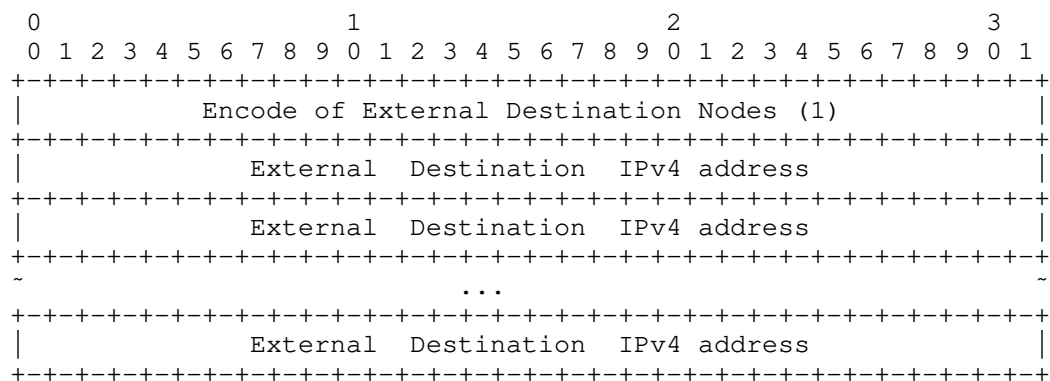 0                   1                   2                   3
 0 1 2 3 4 5 6 7 8 9 0 1 2 3 4 5 6 7 8 9 0 1 2 3 4 5 6 7 8 9 0 1
+-+-+-+-+-+-+-+-+-+-+-+-+-+-+-+-+-+-+-+-+-+-+-+-+-+-+-+-+-+-+-+-+
|           Encode of External Destination Nodes (1)            |
+-+-+-+-+-+-+-+-+-+-+-+-+-+-+-+-+-+-+-+-+-+-+-+-+-+-+-+-+-+-+-+-+
|              External  Destination  IPv4 address              |
+-+-+-+-+-+-+-+-+-+-+-+-+-+-+-+-+-+-+-+-+-+-+-+-+-+-+-+-+-+-+-+-+
|              External  Destination  IPv4 address              |
+-+-+-+-+-+-+-+-+-+-+-+-+-+-+-+-+-+-+-+-+-+-+-+-+-+-+-+-+-+-+-+-+
~                           ...                                 ~
+-+-+-+-+-+-+-+-+-+-+-+-+-+-+-+-+-+-+-+-+-+-+-+-+-+-+-+-+-+-+-+-+
|              External  Destination  IPv4 address              |
+-+-+-+-+-+-+-+-+-+-+-+-+-+-+-+-+-+-+-+-+-+-+-+-+-+-+-+-+-+-+-+-+